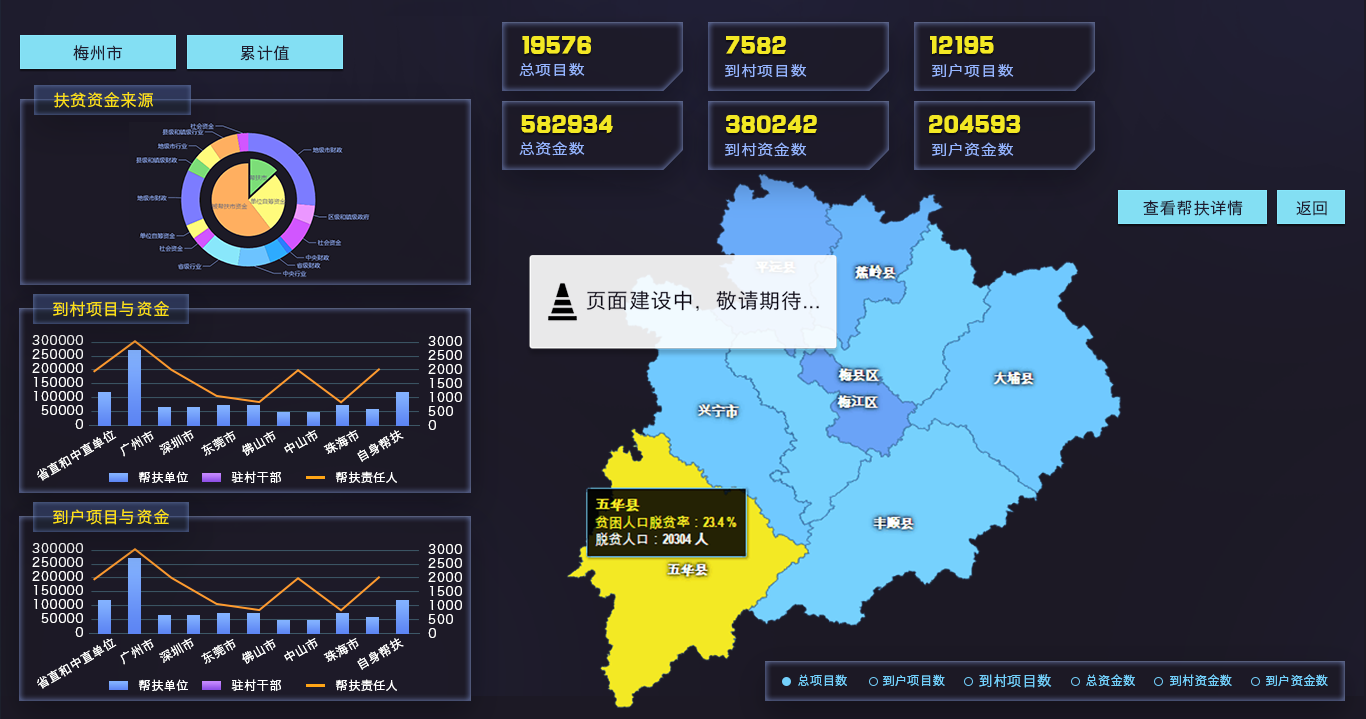 梅州市
累计值
19576
总项目数
7582
到村项目数
12195
到户项目数
582934
总资金数
380242
到村资金数
204593
到户资金数
查看帮扶详情
返回
扶贫资金来源
社会资金
县级和镇级行业
地级市行业
县级和镇级财政
地级市财政
单位自筹资金
社会资金
省级行业
地级市财政
区级和镇级政府
社会资金
中央财政
省级财政
中央行业
单位自筹资金
到村项目与资金
300000
250000
200000
150000
100000
50000
0
3000
2500
2000
1500
1000
500
0
省直和中直单位
广州市
深圳市
东莞市
佛山市
中山市
珠海市
自身帮扶
帮扶单位
驻村干部
帮扶责任人
到户项目与资金
300000
250000
200000
150000
100000
50000
0
3000
2500
2000
1500
1000
500
0
省直和中直单位
广州市
深圳市
东莞市
佛山市
中山市
珠海市
自身帮扶
帮扶单位
驻村干部
帮扶责任人
平远县
蕉岭县
页面建设中，敬请期待...
梅县区
梅江区
大埔县
兴宁市
丰顺县
五华县
贫困人口脱贫率：23.4 %
脱贫人口：20304 人
五华县
总项目数
到户项目数
到村项目数
总资金数
到村资金数
到户资金数